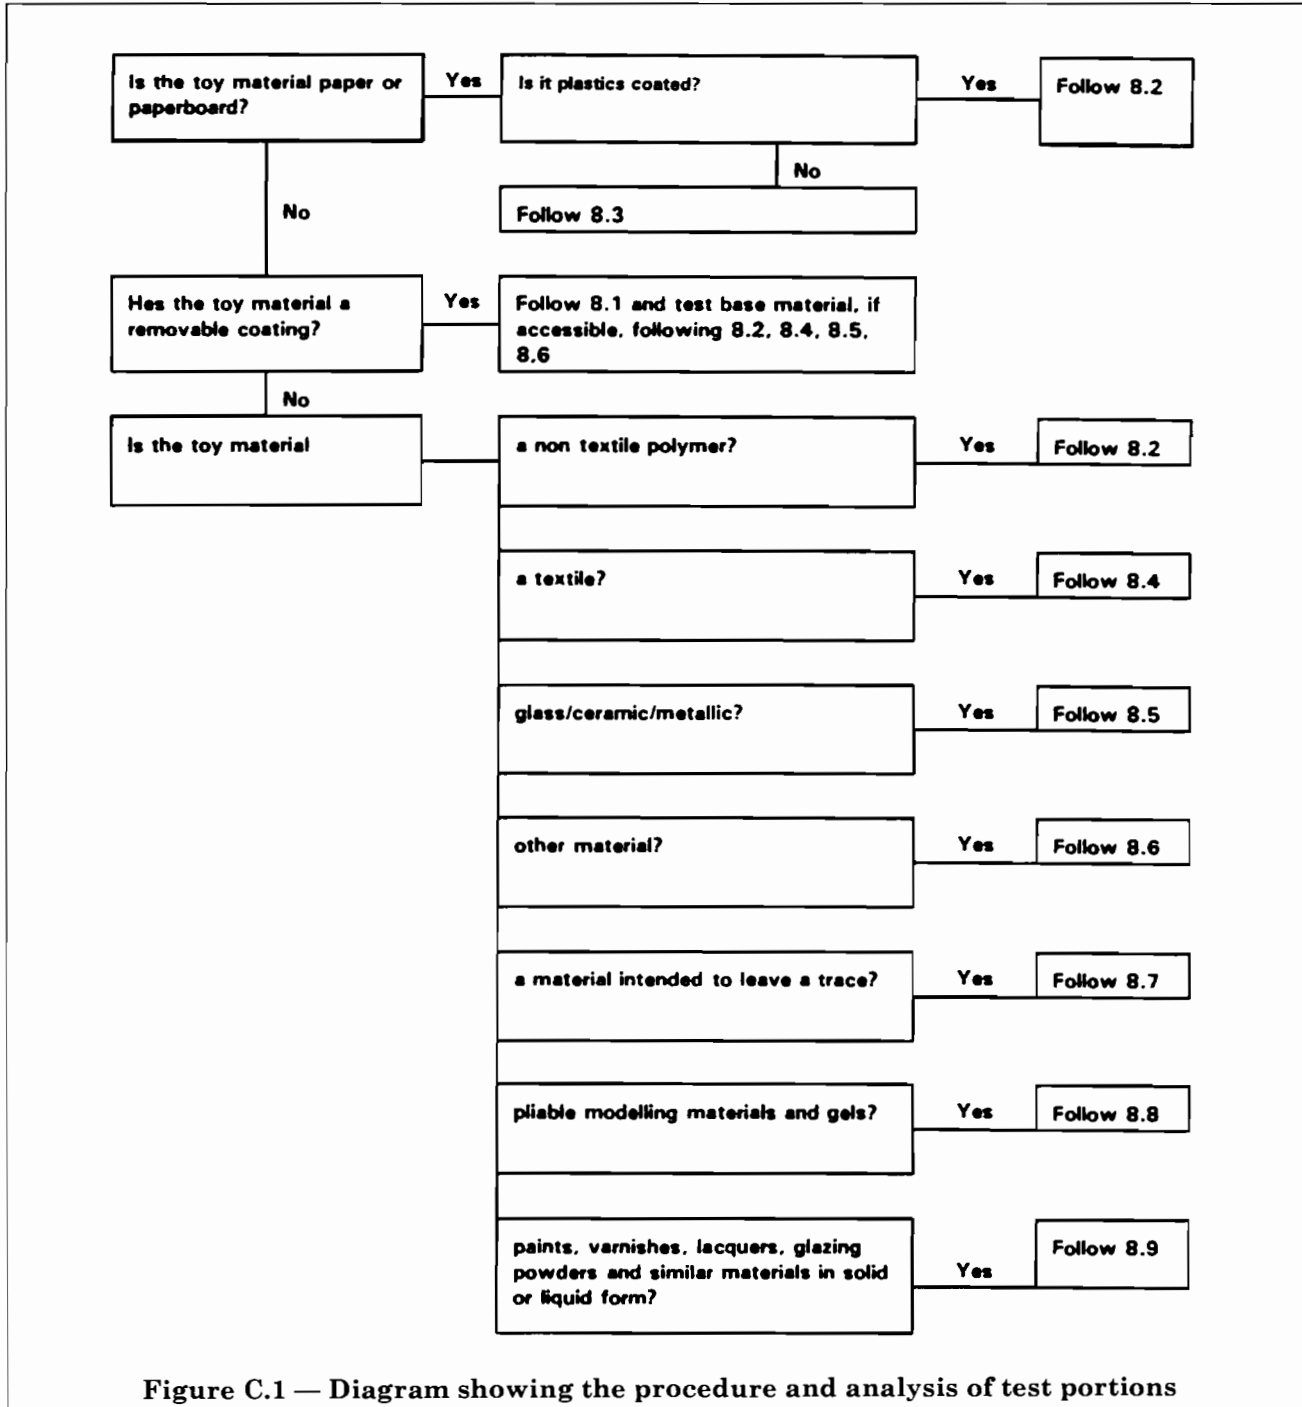 Is the toy material paper or
paperboard?
Yes
Is it plastics coated?
Yes
Follow 8.2
No
Follow 8.3
No
Hes the toy material a
removable coating?
Yes
Follow 8.1 and test base material, if
accessible, following 8.2, 8.4, 8.5,
8.6
No
Is the toy material
a non textile polymer?
Yes
Follow 8.2
a textile?
Yes
Follow 8.4
glass/ceramic/metallic?
Yes
Follow 8.5
other material?
Yes
Follow 8.6
a material intended to leave a trace?
Yes
Follow 8.7
pliable modelling materials and gels?
Yes
Follow 8.8
paints, varnishes, lacquers, glazing
powders and similar materials in solid
or liquid form?
Yes
Follow 8.9
Figure C.1 — Diagram showing the procedure and analysis of test portions